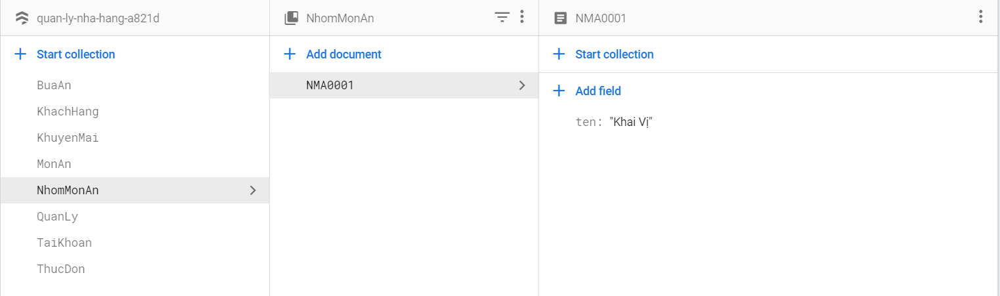 quan-ly-nha-hang-a821d
Start collection
BuaAn
KhachHang
KhuyenMai
MonAn
NhomMonAn
QuanLy
TaiKhoan
ThucDon
NhomMonAn
Add document
NMA0001
NMA0001
Start collection
Add field
ten: "Khai Vị"